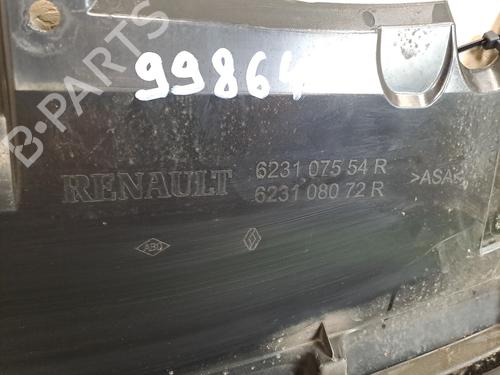 B-PARTS
99864
RENAULT
6231 075 54 R
6231 080 72 R
>ASA<